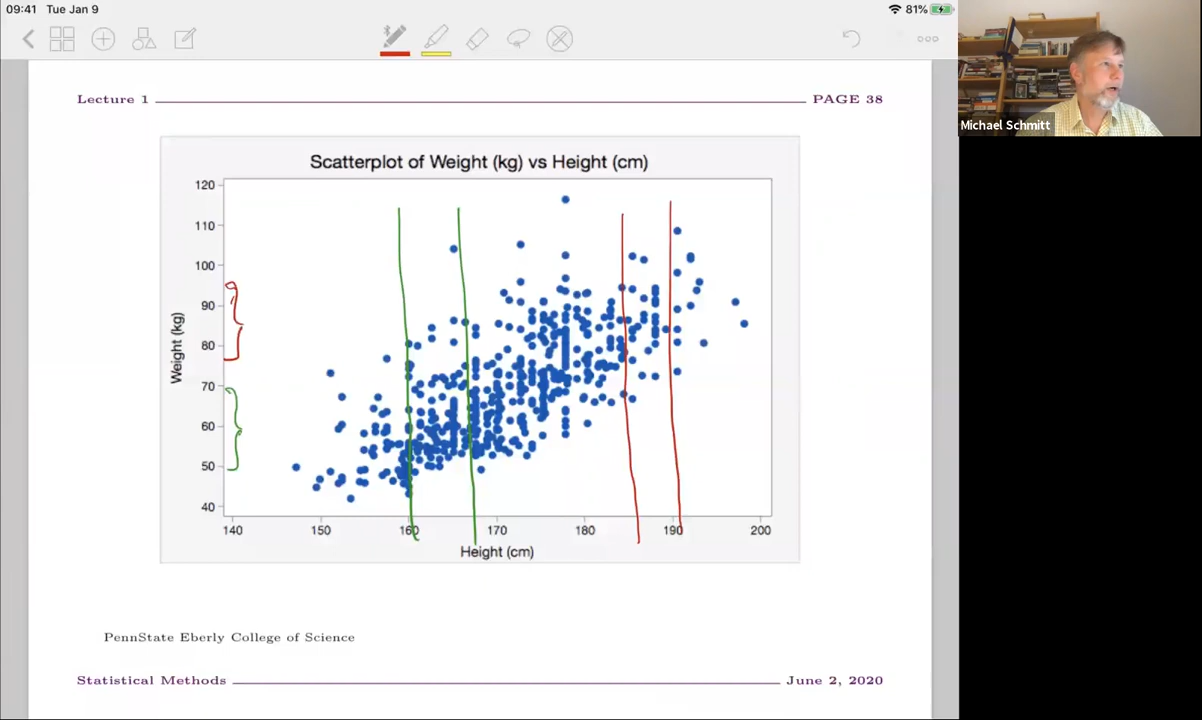 09:41 Tue Jan 9
81%
Michael Schmitt
Lecture 1
PAGE 38
Scatterplot of Weight (kg) vs Height (cm)
Weight (kg)
120
110
100
90
80
70
60
50
40
140 150 160 170 180 190 200
Height (cm)
PennState Eberly College of Science
Statistical Methods
June 2, 2020